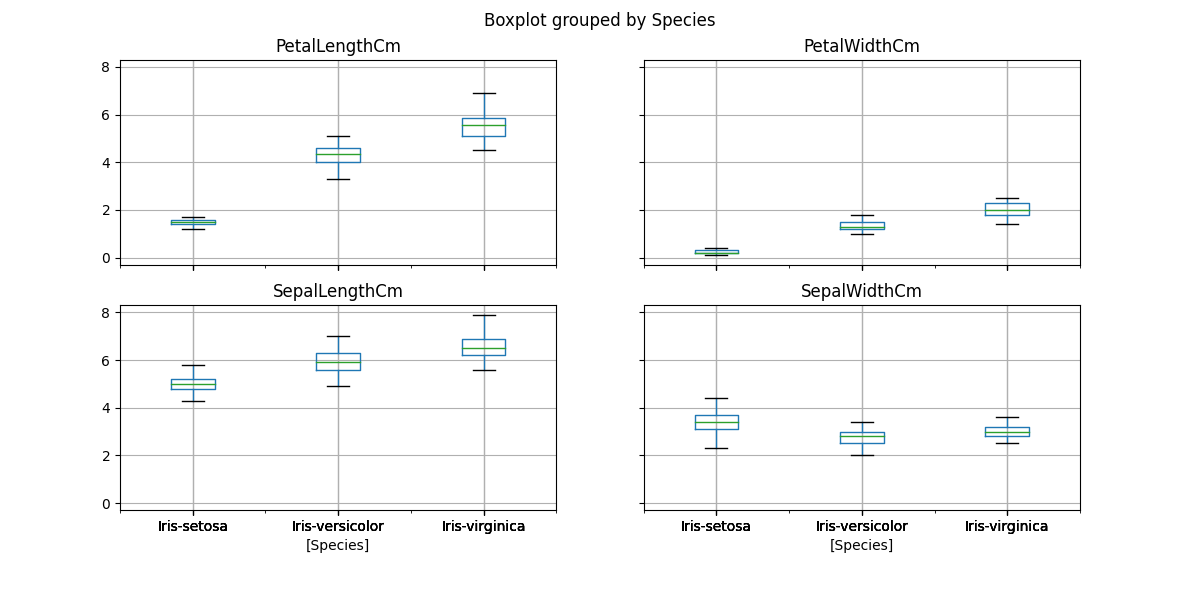 Boxplot grouped by Species
PetalLengthCm
PetalWidthCm
8
6
4
2
0
SepalLengthCm
SepalWidthCm
8
6
4
2
0
Iris-setosa Iris-versicolor Iris-virginica
[Species]
Iris-setosa Iris-versicolor Iris-virginica
[Species]